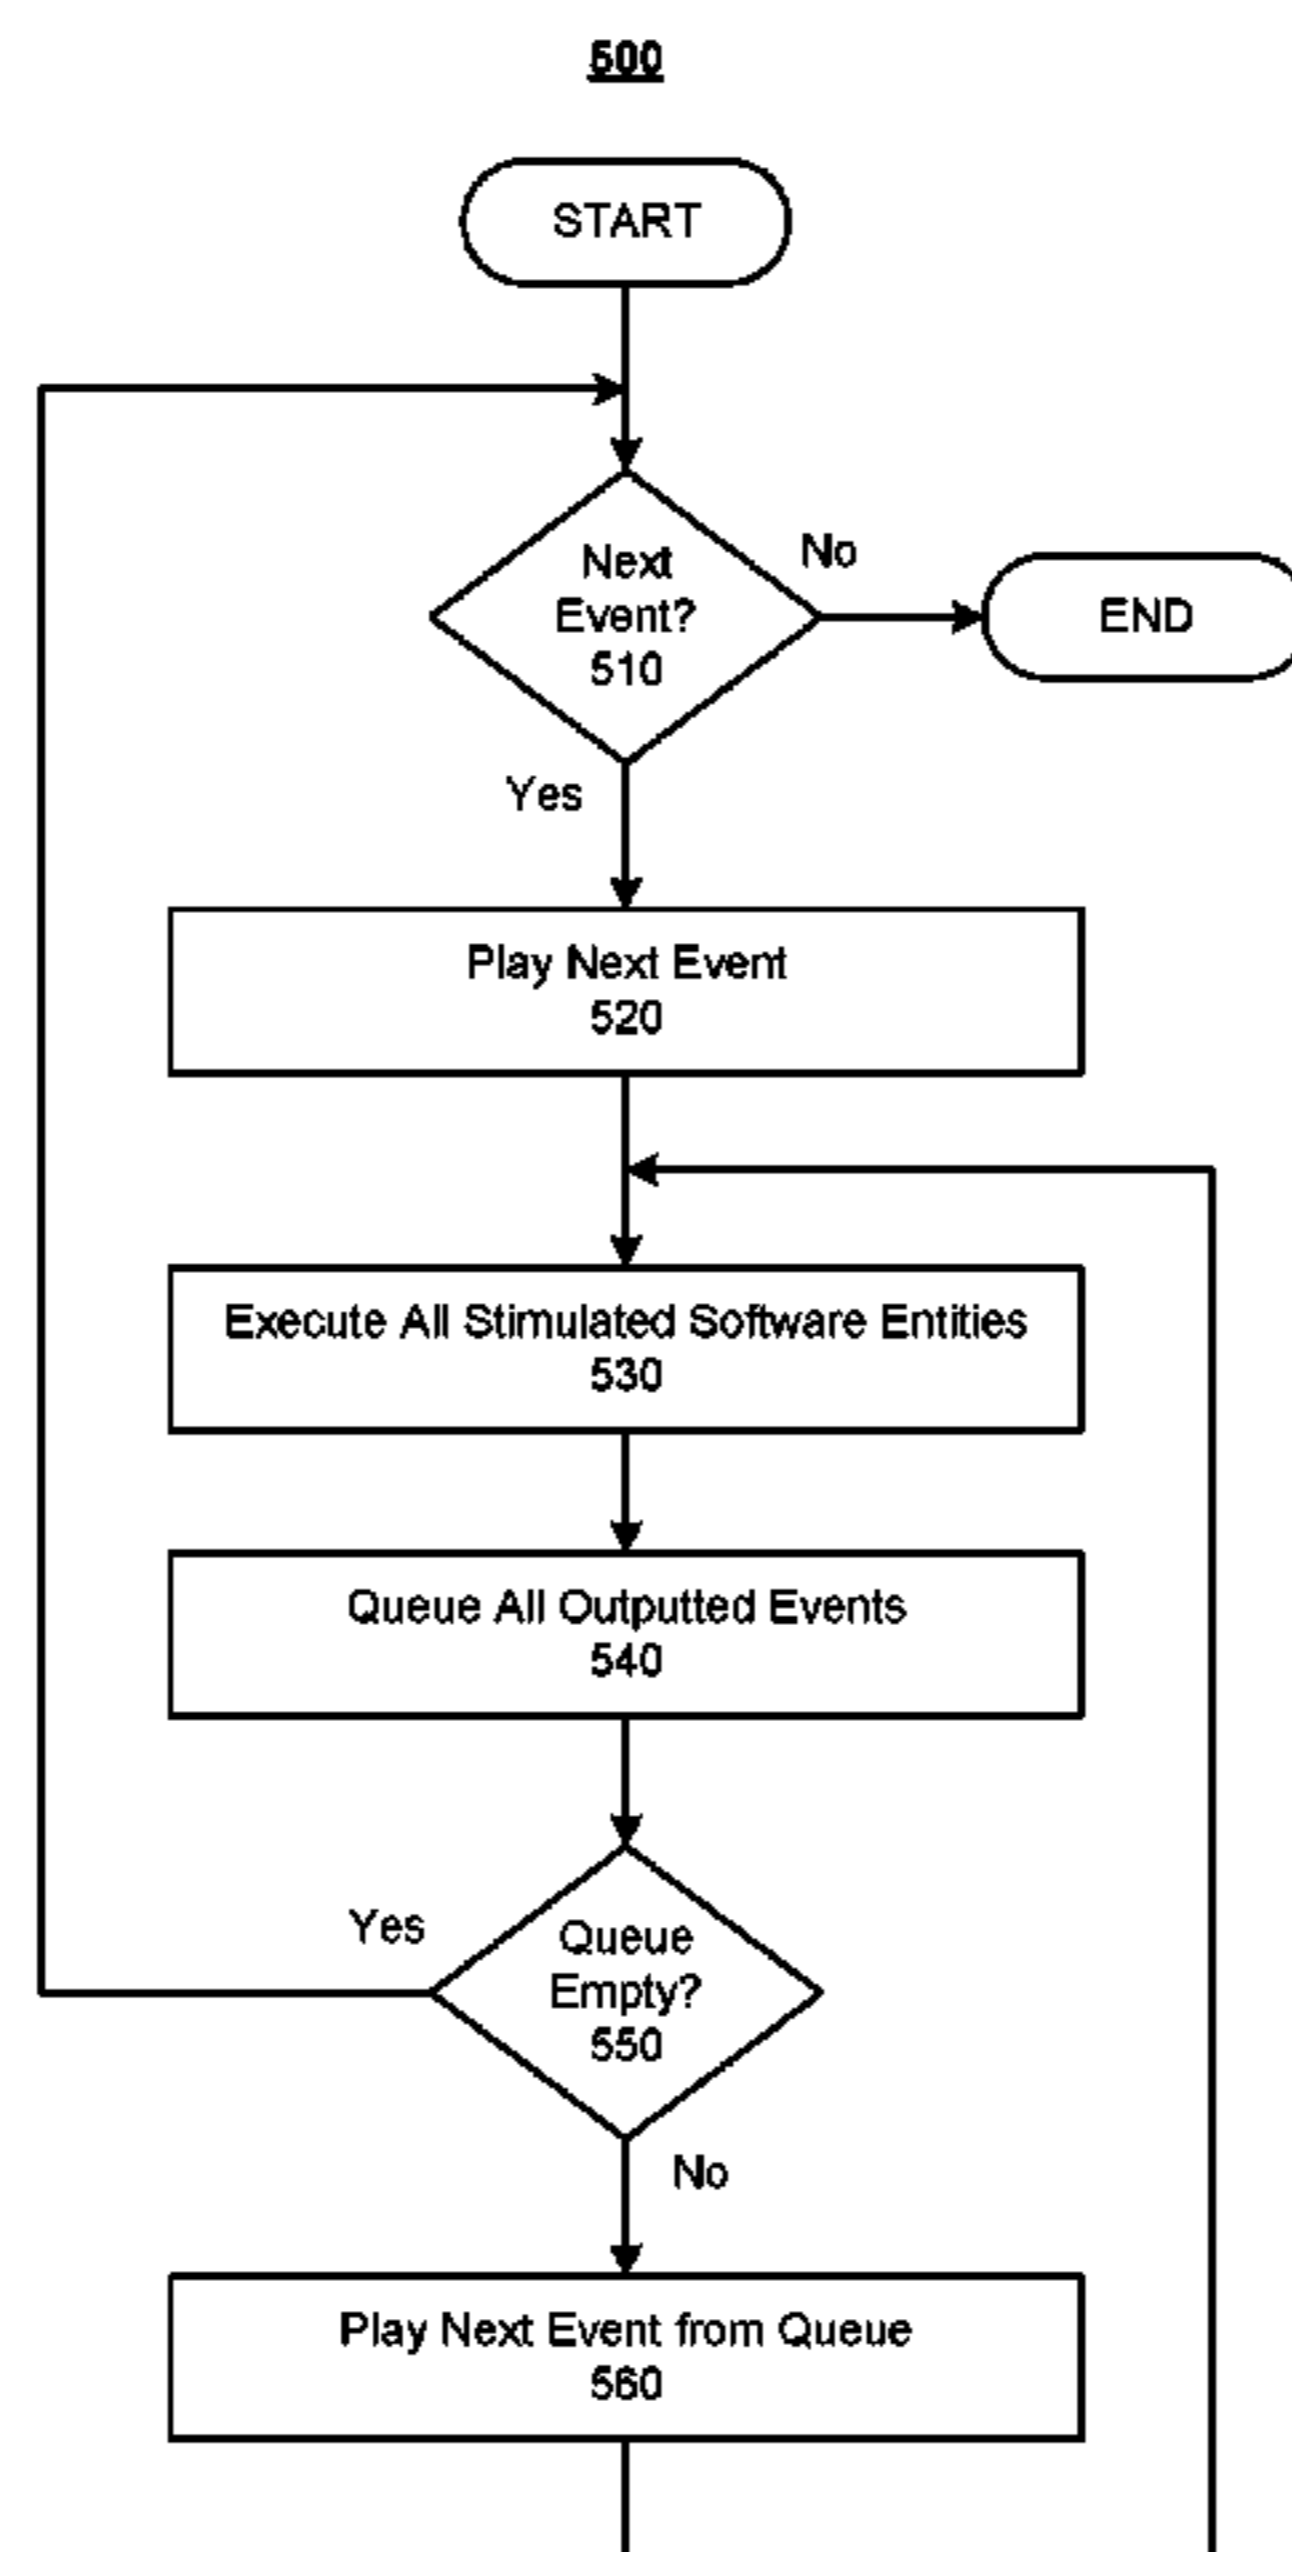 500
START
Next
Event?
510
No
END
Yes
Play Next Event
520
Execute All Stimulated Software Entities
530
Queue All Outputted Events
540
Yes
Queue
Empty?
550
No
Play Next Event from Queue
560